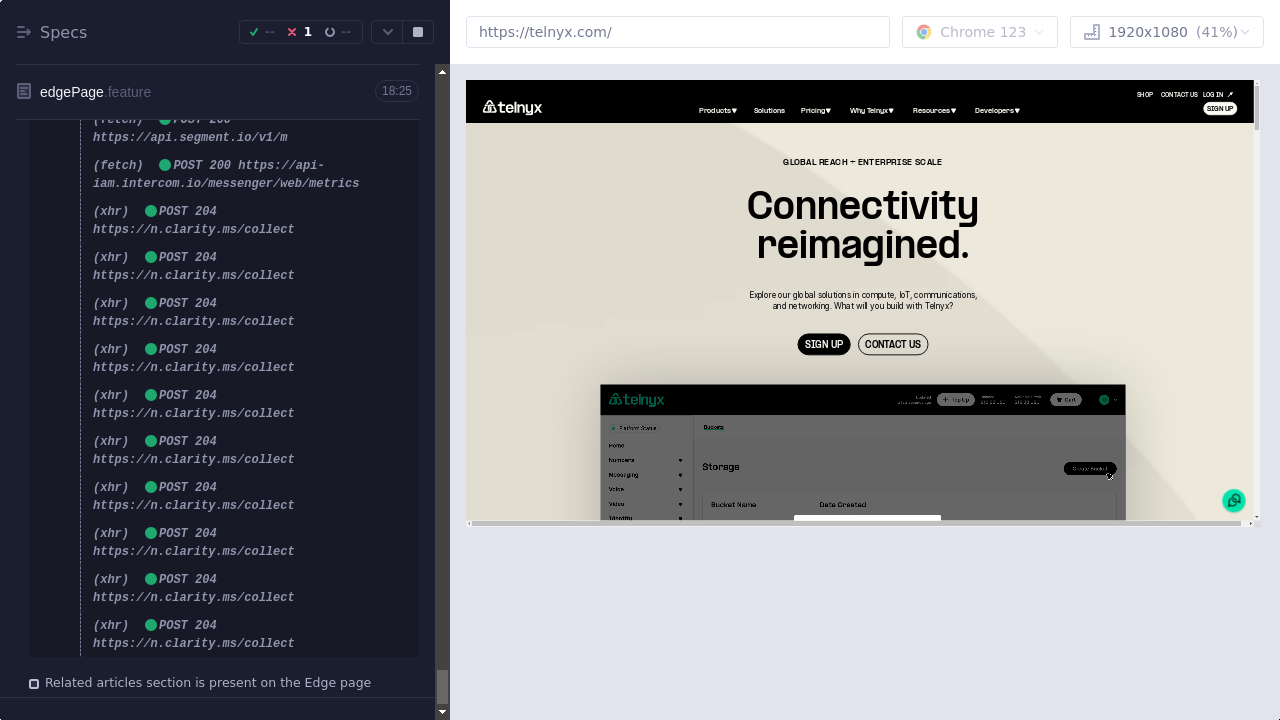 Specs
--
1
--
https://telnyx.com/
Chrome 123
1920x1080 (41%)
edgePage.feature
18:25
(fetch) POST 200
https://api.segment.io/v1/m
(fetch) POST 200 https://api-
iam.intercom.io/messenger/web/metrics
(xhr) POST 204
https://n.clarity.ms/collect
(xhr) POST 204
https://n.clarity.ms/collect
(xhr) POST 204
https://n.clarity.ms/collect
(xhr) POST 204
https://n.clarity.ms/collect
(xhr) POST 204
https://n.clarity.ms/collect
(xhr) POST 204
https://n.clarity.ms/collect
(xhr) POST 204
https://n.clarity.ms/collect
(xhr) POST 204
https://n.clarity.ms/collect
(xhr) POST 204
https://n.clarity.ms/collect
(xhr) POST 204
https://n.clarity.ms/collect
Related articles section is present on the Edge page
SHOP CONTACT US LOG IN
telnyx
Products Solutions Pricing Why Telnyx Resources Developers
SIGN UP
GLOBAL REACH + ENTERPRISE SCALE
Connectivity
reimagined.
Explore our global solutions in compute, IoT, communications,
and networking. What will you build with Telnyx?
SIGN UP
CONTACT US
telnyx
Top Up
Cart
Platform Status
Buckets
Home
Numbers
Messaging
Voice
Video
Identity
Storage
Create Bucket
Bucket Name
Date Created